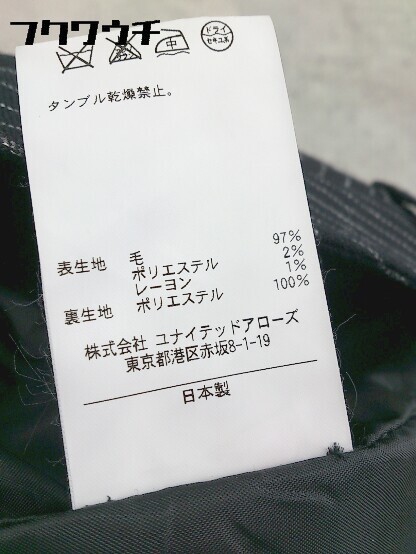 フクワウチ
中
ドライ
セキユ系
タンブル乾燥禁止。
表生地 毛 97%
ポリエステル 2%
レーヨン 1%
裏生地 ポリエステル 100%
株式会社 ユナイテッドアローズ
東京都港区赤坂8-1-19
日本製